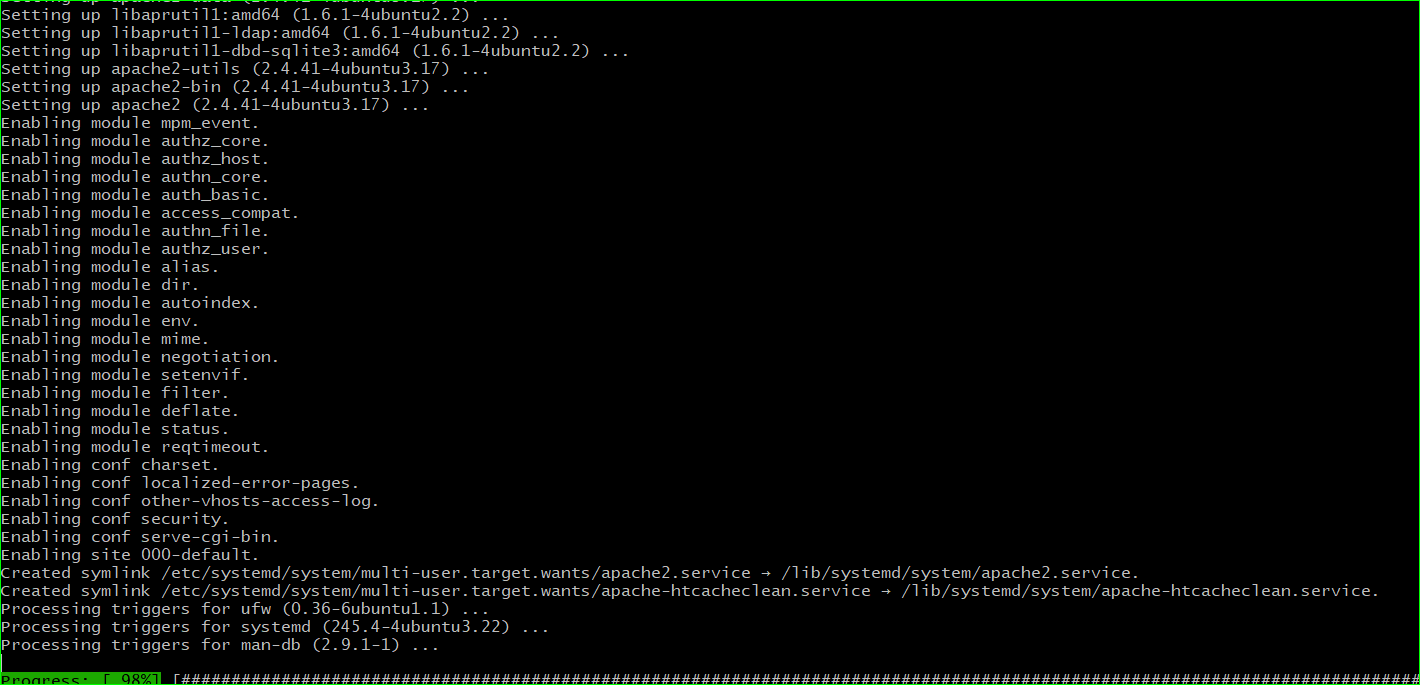 Setting up libaprutil1:amd64 (1.6.1-4ubuntu2.2) ...
Setting up libaprutil1-ldap:amd64 (1.6.1-4ubuntu2.2) ...
Setting up libaprutil1-dbd-sqlite3:amd64 (1.6.1-4ubuntu2.2) ...
Setting up apache2-utils (2.4.41-4ubuntu3.17) ...
Setting up apache2-bin (2.4.41-4ubuntu3.17) ...
Setting up apache2 (2.4.41-4ubuntu3.17) ...
Enabling module mpm_event.
Enabling module authz_core.
Enabling module authz_host.
Enabling module authn_core.
Enabling module auth_basic.
Enabling module access_compat.
Enabling module authn_file.
Enabling module authz_user.
Enabling module alias.
Enabling module dir.
Enabling module autoindex.
Enabling module env.
Enabling module mime.
Enabling module negotiation.
Enabling module setenvif.
Enabling module filter.
Enabling module deflate.
Enabling module status.
Enabling module reqtimeout.
Enabling conf charset.
Enabling conf localized-error-pages.
Enabling conf other-vhosts-access-log.
Enabling conf security.
Enabling conf serve-cgi-bin.
Enabling site 000-default.
Created symlink /etc/systemd/system/multi-user.target.wants/apache2.service → /lib/systemd/system/apache2.service.
Created symlink /etc/systemd/system/multi-user.target.wants/apache-htcacheclean.service → /lib/systemd/system/apache-htcacheclean.service.
Processing triggers for ufw (0.36-6ubuntu1.1) ...
Processing triggers for systemd (245.4-4ubuntu3.22) ...
Processing triggers for man-db (2.9.1-1) ...
Progress: [ 98%] [############################################################################################################################